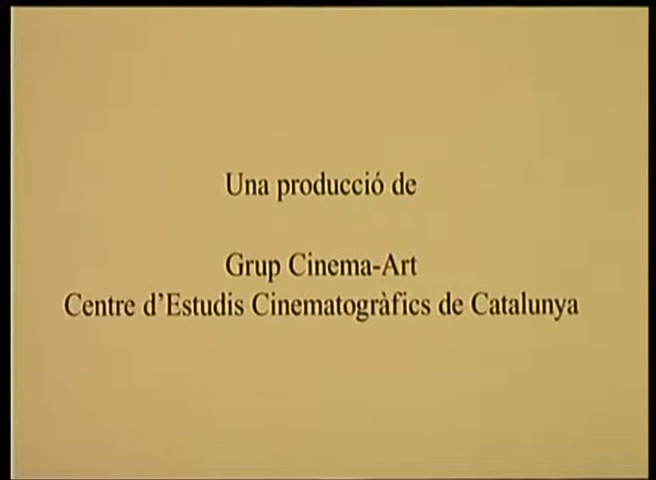 Una producció de
Grup Cinema-Art
Centre d'Estudis Cinematogràfics de Catalunya